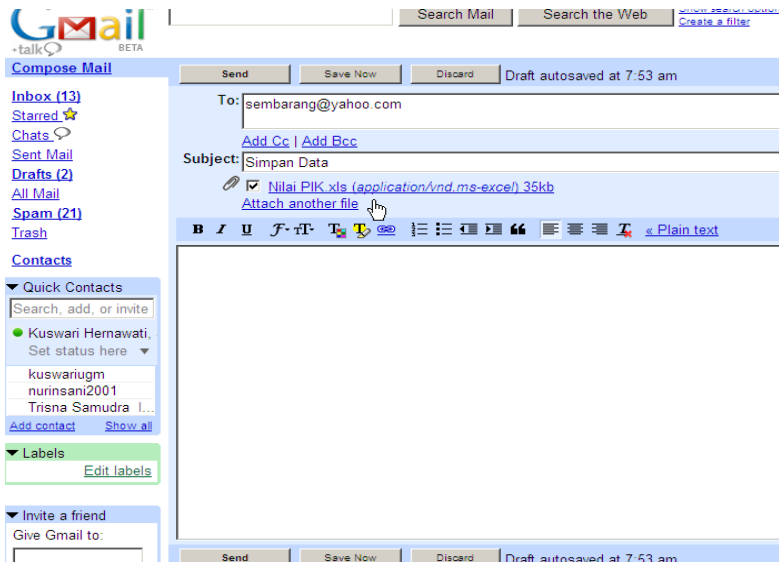 Gmail
+talk BETA
Search Mail Search the Web
Create a filter
Compose Mail
Inbox (13)
Starred
Chats
Sent Mail
Drafts (2)
All Mail
Spam (21)
Trash
Contacts
Quick Contacts
Search, add, or invite
Kuswari Hernawati,
Set status here
kuswariugm
nurinsani2001
Trisna Samudra I...
Add contact Show all
Labels
Edit labels
Invite a friend
Give Gmail to:
Send Save Now Discard Draft autosaved at 7:53 am
To: sembarang@yahoo.com
Add Cc | Add Bcc
Subject: Simpan Data
Nilai PIK.xls (application/vnd.ms-excel) 35kb
Attach another file
B I U F T T T T « Plain text
Send Save Now Discard Draft autosaved at 7:53 am